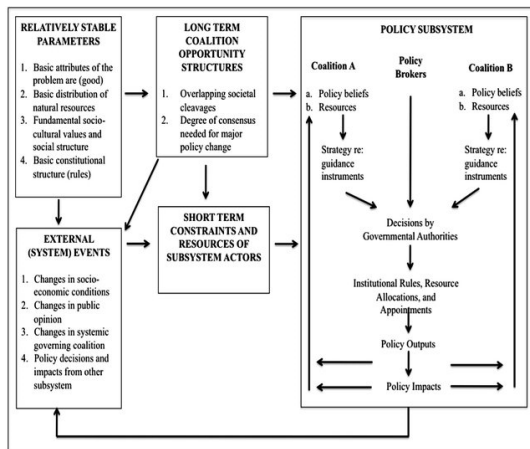 RELATIVELY STABLE
PARAMETERS
1. Basic attributes of the
problem are (good)
2. Basic distribution of
natural resources
3. Fundamental socio-
cultural values and
social structure
4. Basic constitutional
structure (rules)
LONG TERM
COALITION
OPPORTUNITY
STRUCTURES
1. Overlapping societal
cleavages
2. Degree of consensus
needed for major
policy change
EXTERNAL
(SYSTEM) EVENTS
1. Changes in socio-
economic conditions
2. Changes in public
opinion
3. Changes in systemic
governing coalition
4. Policy decisions and
impacts from other
subsystem
SHORT TERM
CONSTRAINTS AND
RESOURCES OF
SUBSYSTEM ACTORS
POLICY SUBSYSTEM
Coalition A
a. Policy beliefs
b. Resources
Strategy re:
guidance
instruments
Policy
Brokers
Coalition B
a. Policy beliefs
b. Resources
Strategy re:
guidance
instruments
Decisions by
Governmental Authorities
Institutional Rules, Resource
Allocations, and
Appointments
Policy Outputs
Policy Impacts